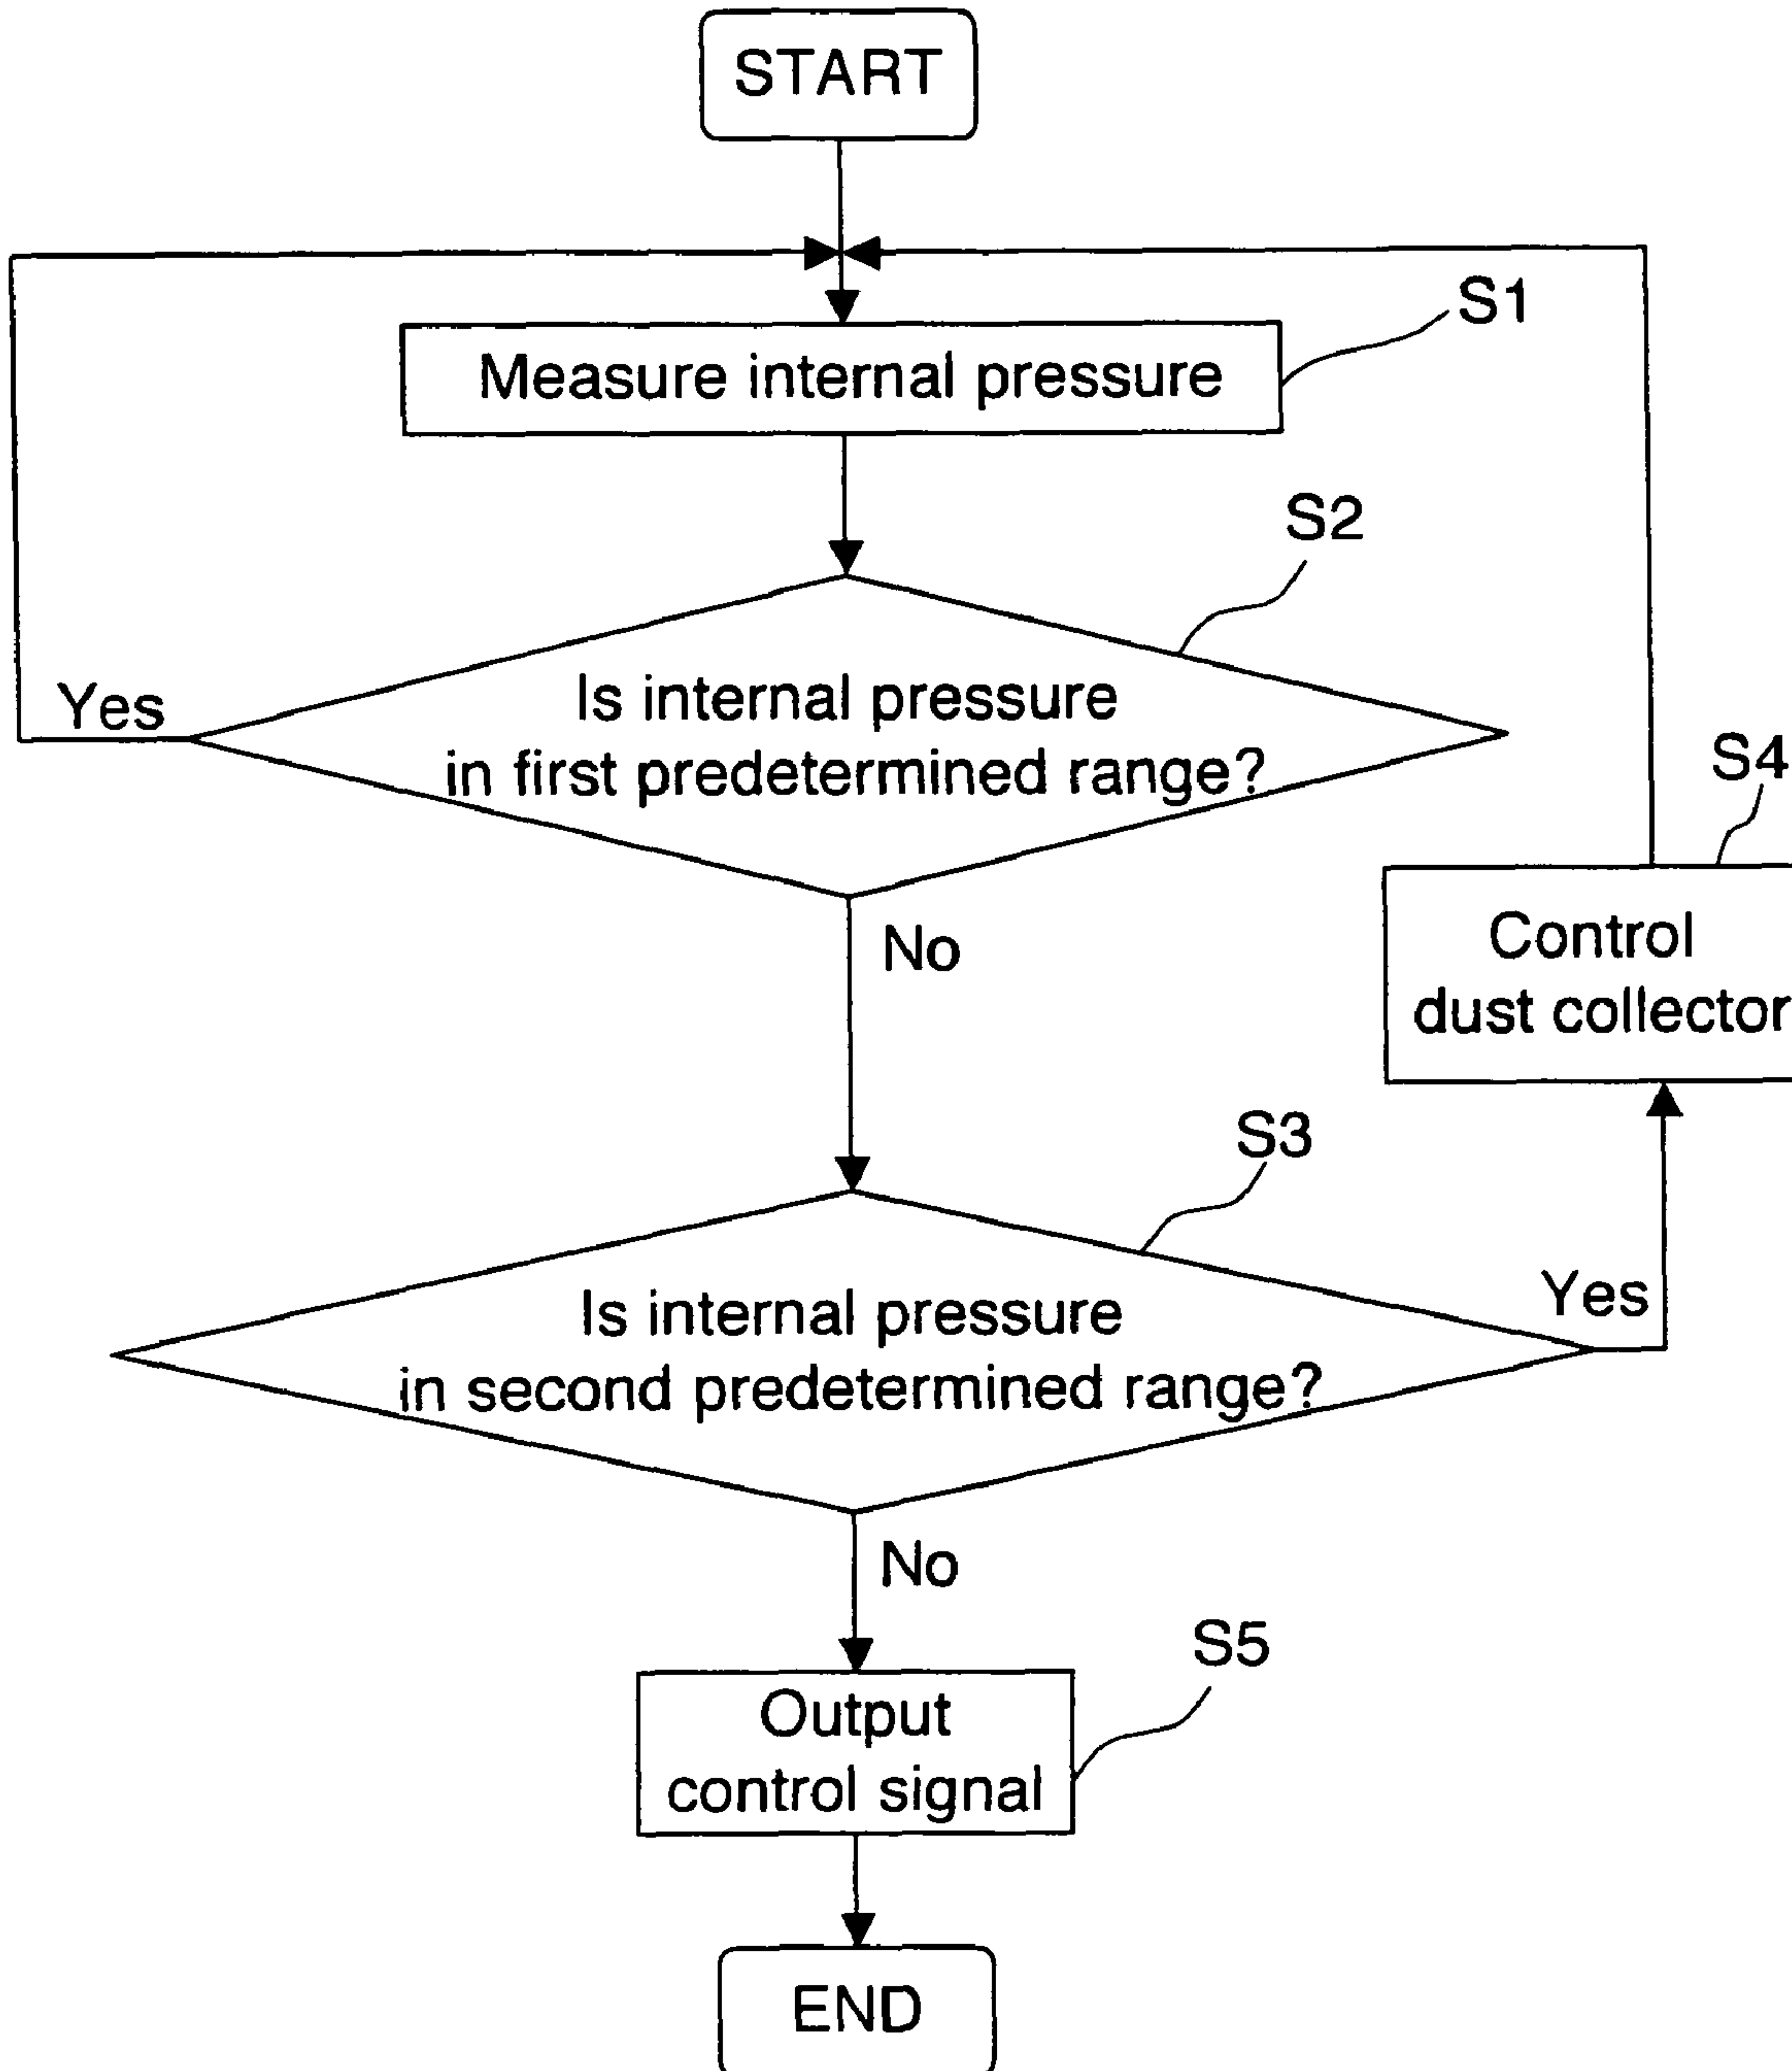 START
S1
Measure internal pressure
S2
Is internal pressure
in first predetermined range?
Yes
S4
Control
dust collector
No
S3
Is internal pressure
in second predetermined range?
Yes
No
S5
Output
control signal
END